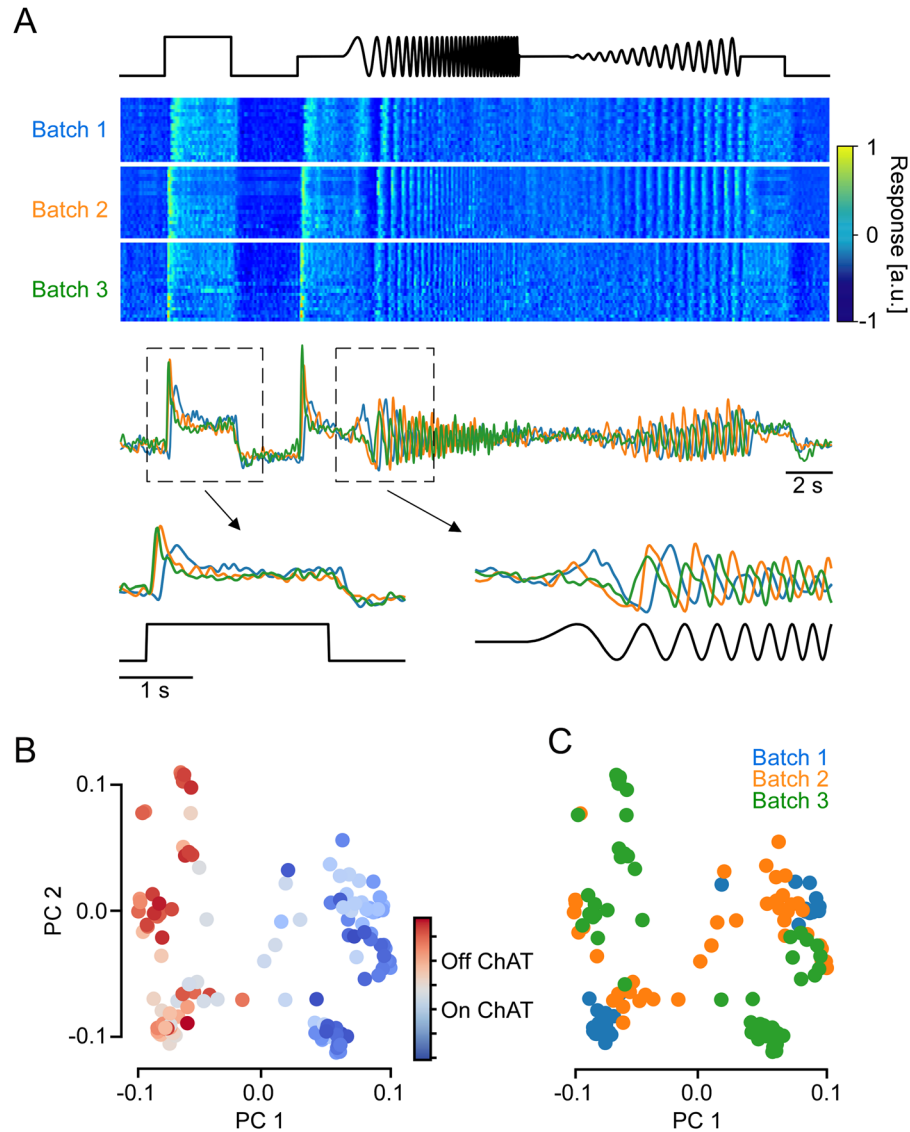 A
Batch 1
Batch 2
Batch 3
1
0
-1
Response [a.u.]
2 s
1 s
B
0.1
0.0
-0.1
PC 2
-0.1
0.0
0.1
PC 1
Off ChAT
On ChAT
C
Batch 1
Batch 2
Batch 3
-0.1
0.0
0.1
PC 1